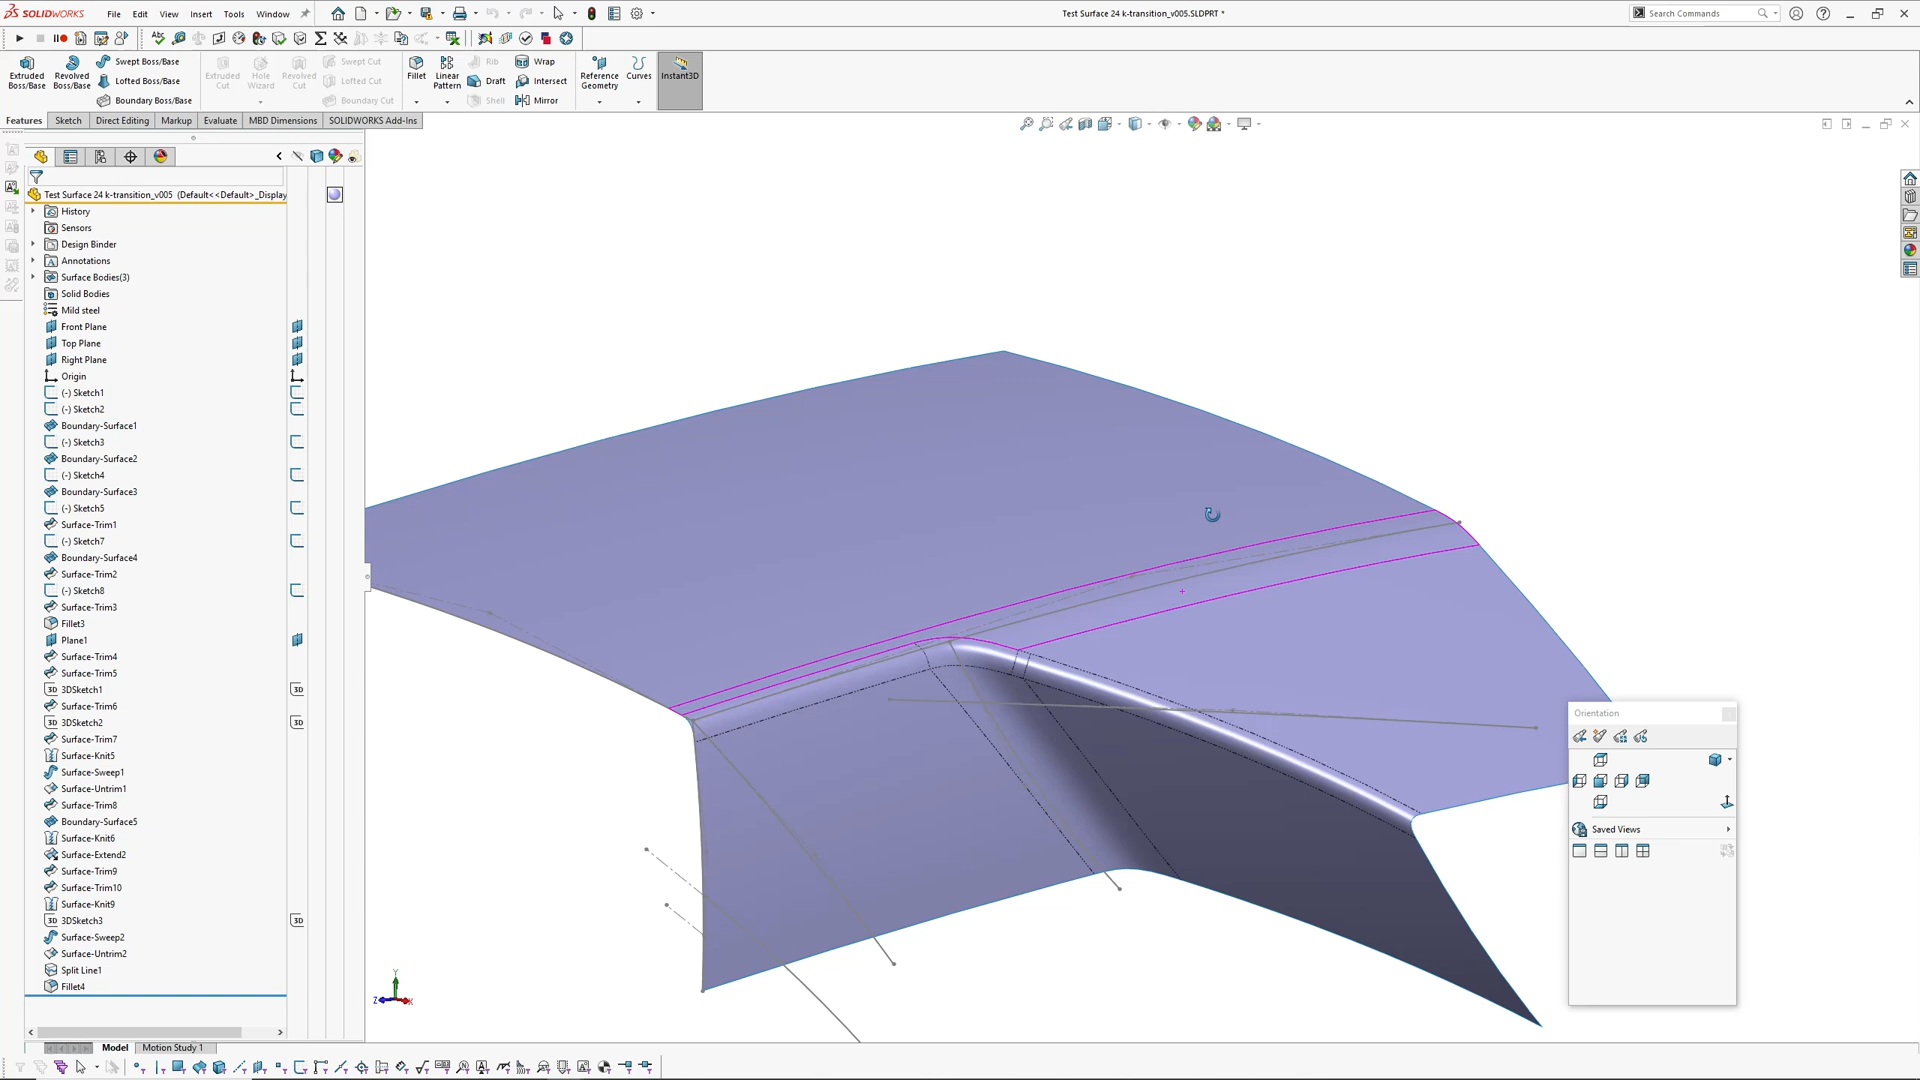 SOLIDWORKS File Edit View Insert Tools Window
Test Surface 24 k-transition_v005.SLDPRT *
Search Commands
Extruded Boss/Base
Revolved Boss/Base
Swept Boss/Base
Lofted Boss/Base
Boundary Boss/Base
Extruded Cut
Hole Wizard
Revolved Cut
Swept Cut
Lofted Cut
Boundary Cut
Fillet
Linear Pattern
Rib
Draft
Shell
Wrap
Intersect
Mirror
Reference Geometry
Curves
Instant3D
Features Sketch Direct Editing Markup Evaluate MBD Dimensions SOLIDWORKS Add-Ins
Test Surface 24 k-transition_v005 (Default<<Default>_Display
History
Sensors
Design Binder
Annotations
Surface Bodies(3)
Solid Bodies
Mild steel
Front Plane
Top Plane
Right Plane
Origin
(-) Sketch1
(-) Sketch2
Boundary-Surface1
(-) Sketch3
Boundary-Surface2
(-) Sketch4
Boundary-Surface3
(-) Sketch5
Surface-Trim1
(-) Sketch7
Boundary-Surface4
Surface-Trim2
(-) Sketch8
Surface-Trim3
Fillet3
Plane1
Surface-Trim4
Surface-Trim5
3DSketch1
Surface-Trim6
3DSketch2
Surface-Trim7
Surface-Knit5
Surface-Sweep1
Surface-Untrim1
Surface-Trim8
Boundary-Surface5
Surface-Knit6
Surface-Extend2
Surface-Trim9
Surface-Trim10
Surface-Knit9
3DSketch3
Surface-Sweep2
Surface-Untrim2
Split Line1
Fillet4
Orientation
Saved Views
Y
Z
X
Model Motion Study 1